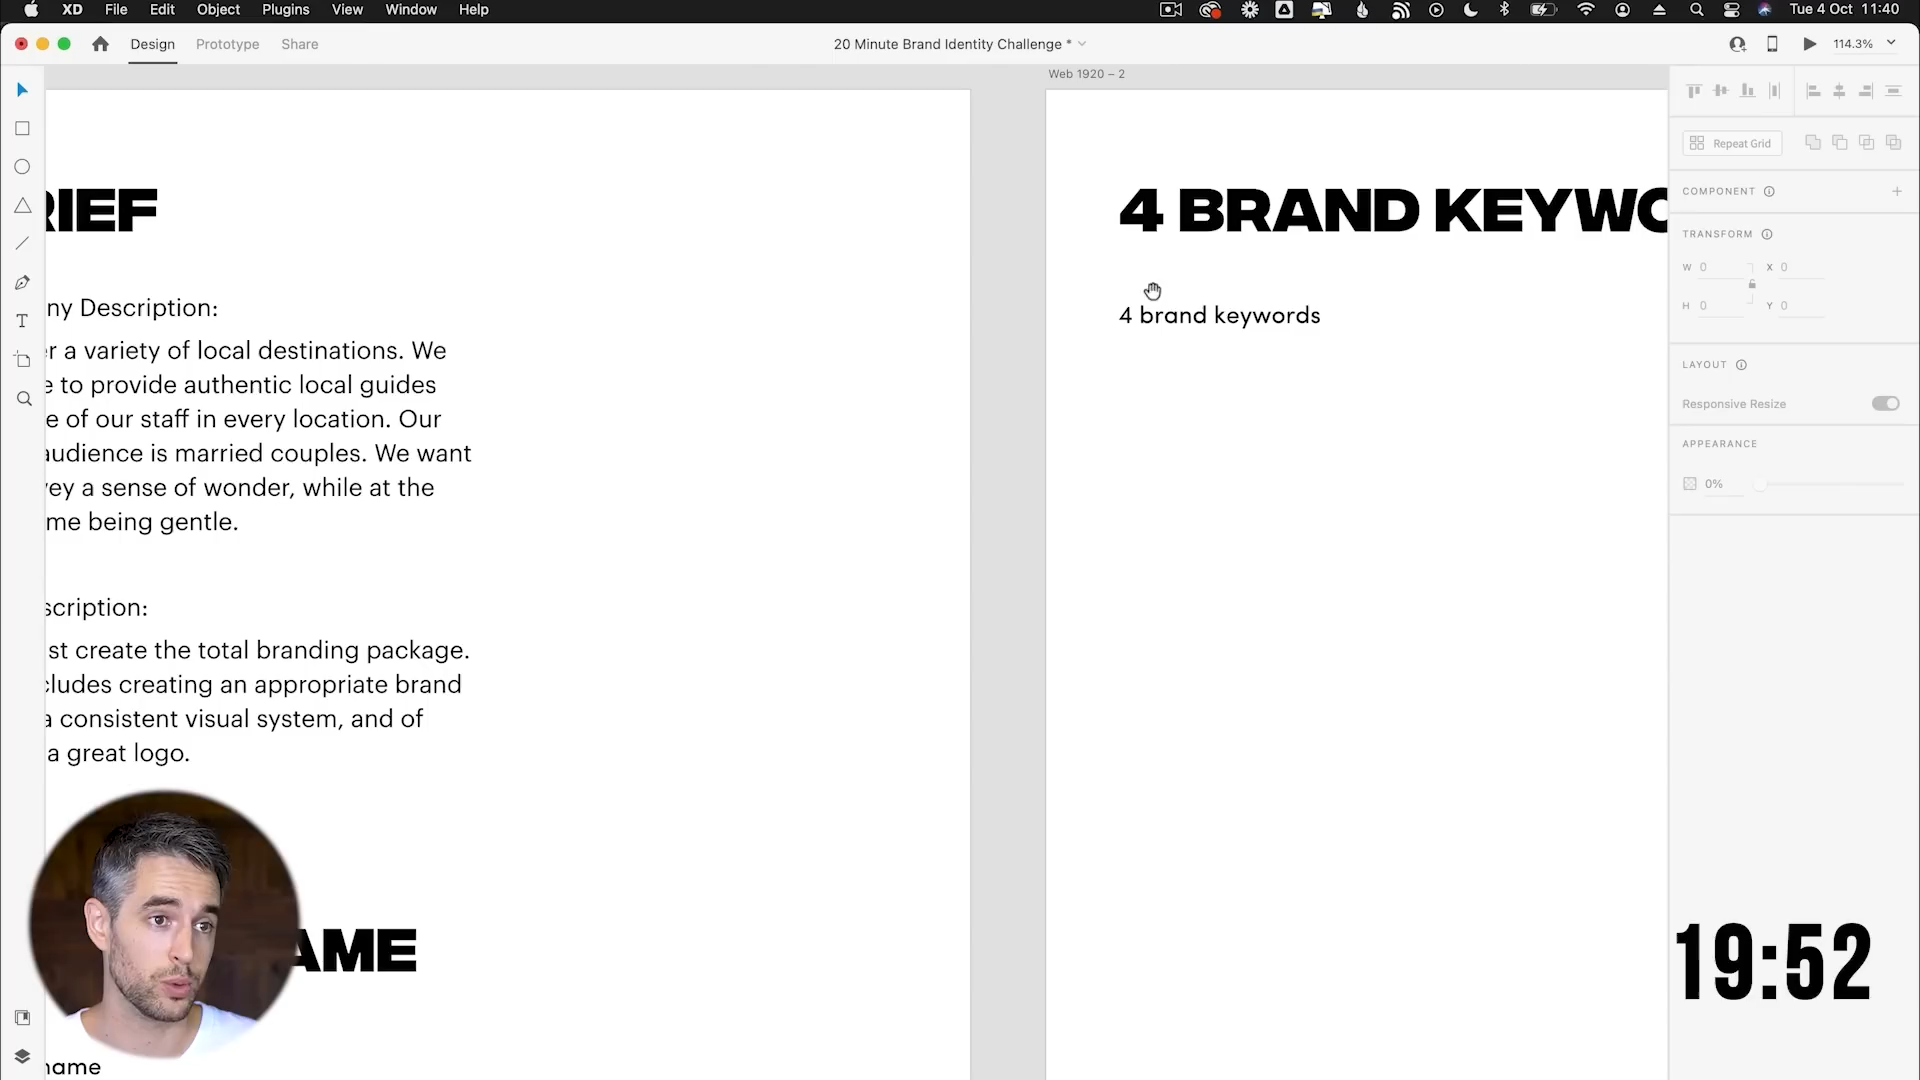 XD File Edit Object Plugins View Window Help Tue 4 Oct 11:40
Design Prototype Share 20 Minute Brand Identity Challenge * 114.3%
Web 1920 – 2
RIEF
ny Description:
er a variety of local destinations. We
e to provide authentic local guides
e of our staff in every location. Our
audience is married couples. We want
vey a sense of wonder, while at the
me being gentle.
scription:
st create the total branding package.
cludes creating an appropriate brand
a consistent visual system, and of
a great logo.
AME
name
4 BRAND KEYWO
4 brand keywords
Repeat Grid
COMPONENT
TRANSFORM
W 0 X 0
H 0 Y 0
LAYOUT
Responsive Resize
APPEARANCE
0%
19:52